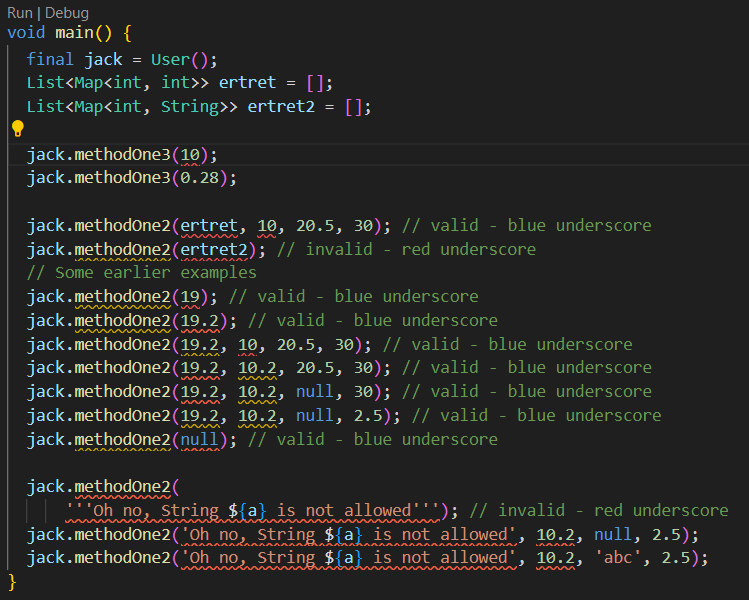 Run | Debug
void main() {
  final jack = User();
  List<Map<int, int>> ertret = [];
  List<Map<int, String>> ertret2 = [];
  jack.methodOne3(10);
  jack.methodOne3(0.28);
  jack.methodOne2(ertret, 10, 20.5, 30); // valid - blue underscore
  jack.methodOne2(ertret2); // invalid - red underscore
  // Some earlier examples
  jack.methodOne2(19); // valid - blue underscore
  jack.methodOne2(19.2); // valid - blue underscore
  jack.methodOne2(19.2, 10, 20.5, 30); // valid - blue underscore
  jack.methodOne2(19.2, 10.2, 20.5, 30); // valid - blue underscore
  jack.methodOne2(19.2, 10.2, null, 30); // valid - blue underscore
  jack.methodOne2(19.2, 10.2, null, 2.5); // valid - blue underscore
  jack.methodOne2(null); // valid - blue underscore
  jack.methodOne2(
      '''Oh no, String ${a} is not allowed'''); // invalid - red underscore
  jack.methodOne2('Oh no, String ${a} is not allowed', 10.2, null, 2.5);
  jack.methodOne2('Oh no, String ${a} is not allowed', 10.2, 'abc', 2.5);
}